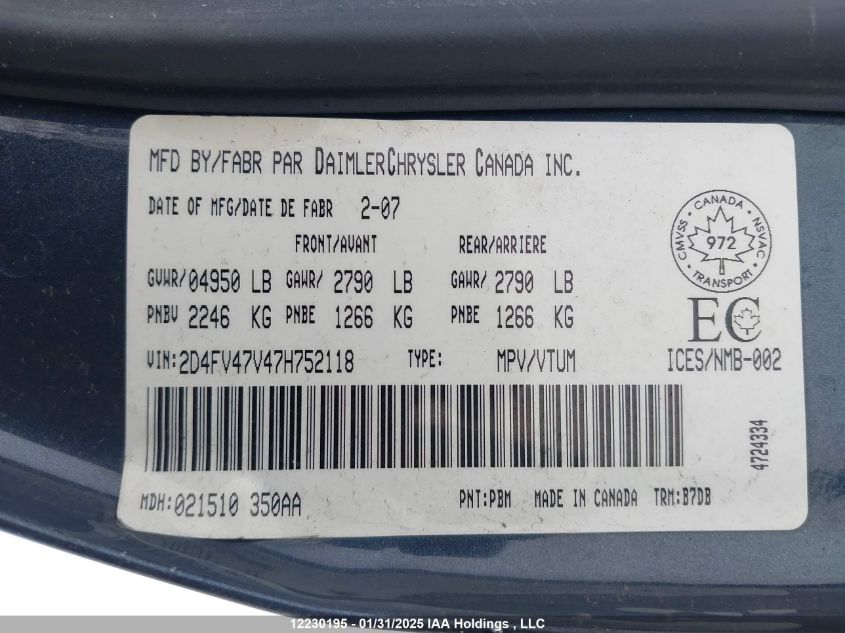 MFD BY/FABR PAR DAIMLERCHRYSLER CANADA INC.
DATE OF MFG/DATE DE FABR 2-07
FRONT/AVANT REAR/ARRIERE
GVWR/04950 LB GAWR/ 2790 LB GAWR/ 2790 LB
PNBV 2246 KG PNBE 1266 KG PNBE 1266 KG
VIN:2D4FV47V47H752118 TYPE: MPV/VTUM
CANADA
CMVSS 972 NSVAC
TRANSPORT
EC
ICES/NMB-002
4724334
MDH:021510 350AA PNT:PBM MADE IN CANADA TRM:B7DB
12230195 - 01/31/2025 IAA Holdings , LLC